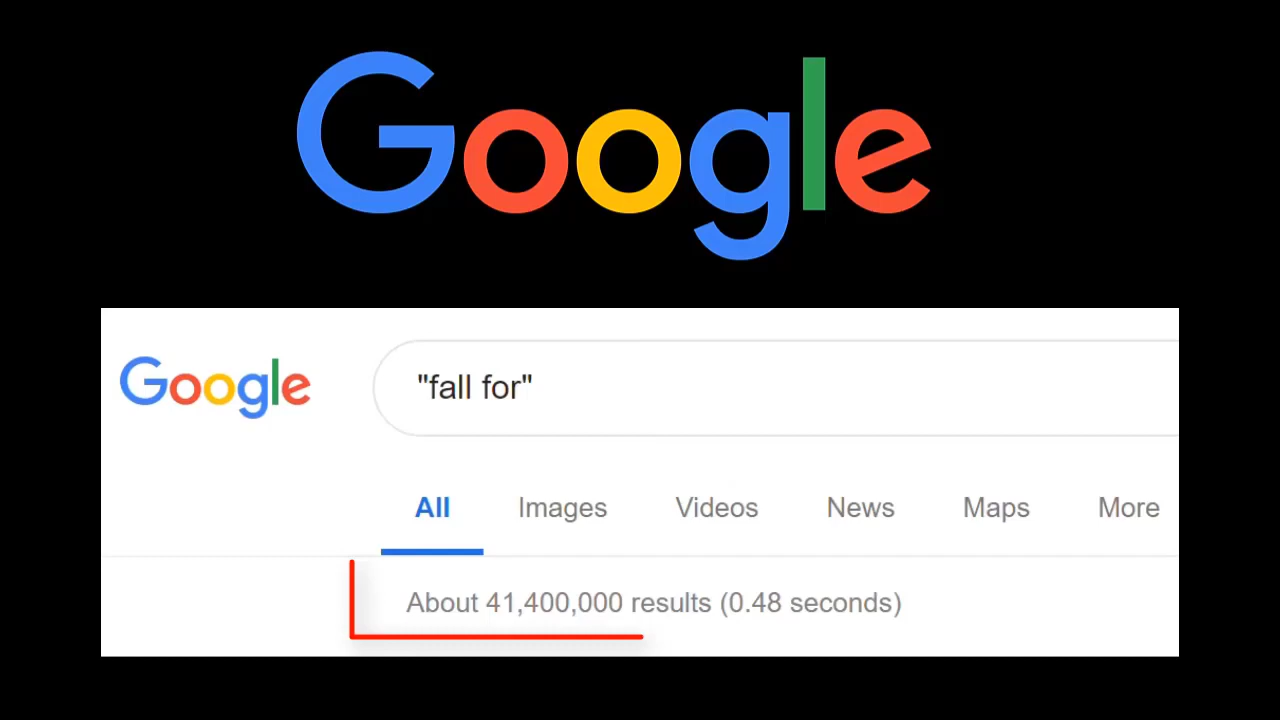 Google
Google "fall for"
All Images Videos News Maps More
About 41,400,000 results (0.48 seconds)